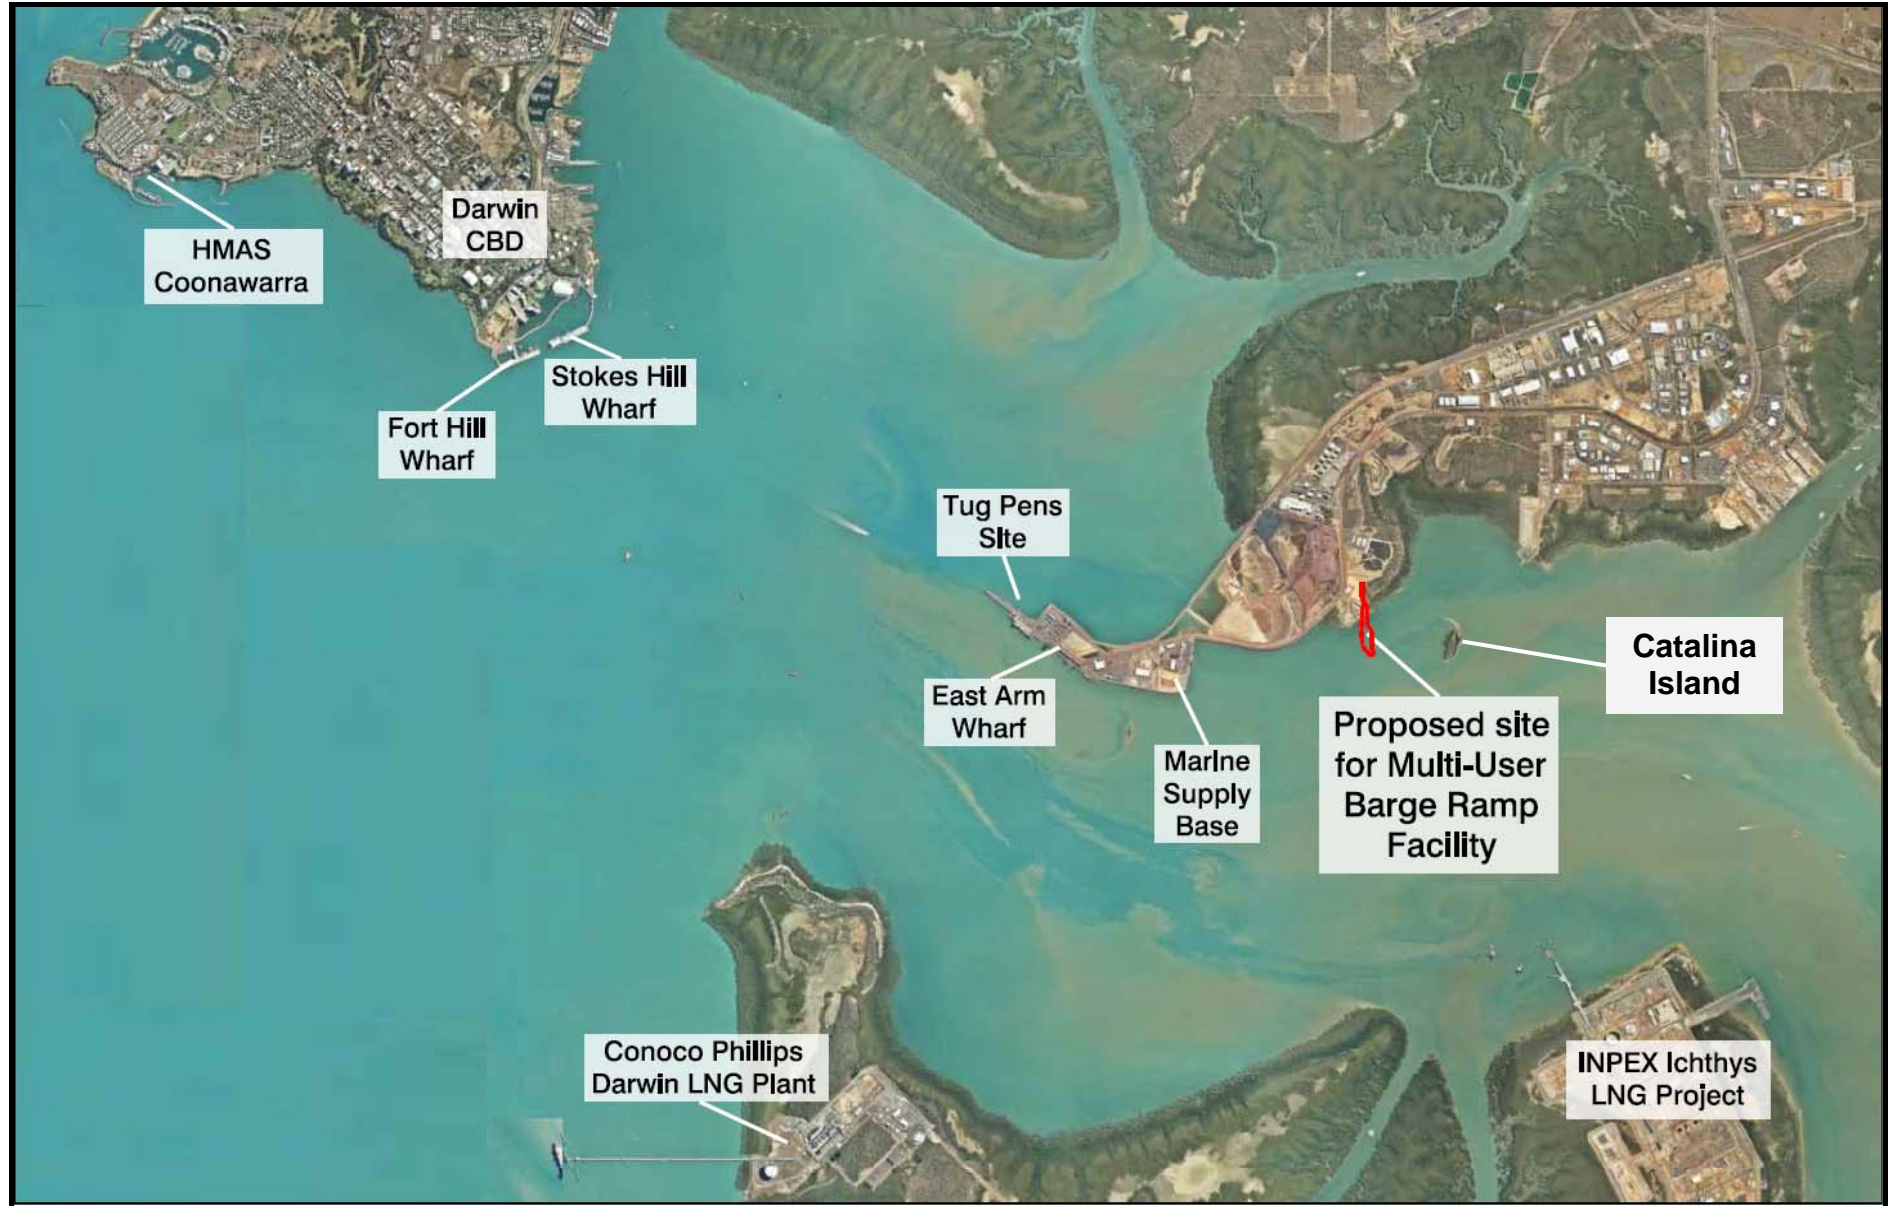 Darwin
CBD
HMAS
Coonawarra
Stokes Hill
Wharf
Fort Hill
Wharf
Tug Pens
Site
East Arm
Wharf
Marine
Supply
Base
Catalina
Island
Proposed site
for Multi-User
Barge Ramp
Facility
Conoco Phillips
Darwin LNG Plant
INPEX Ichthys
LNG Project